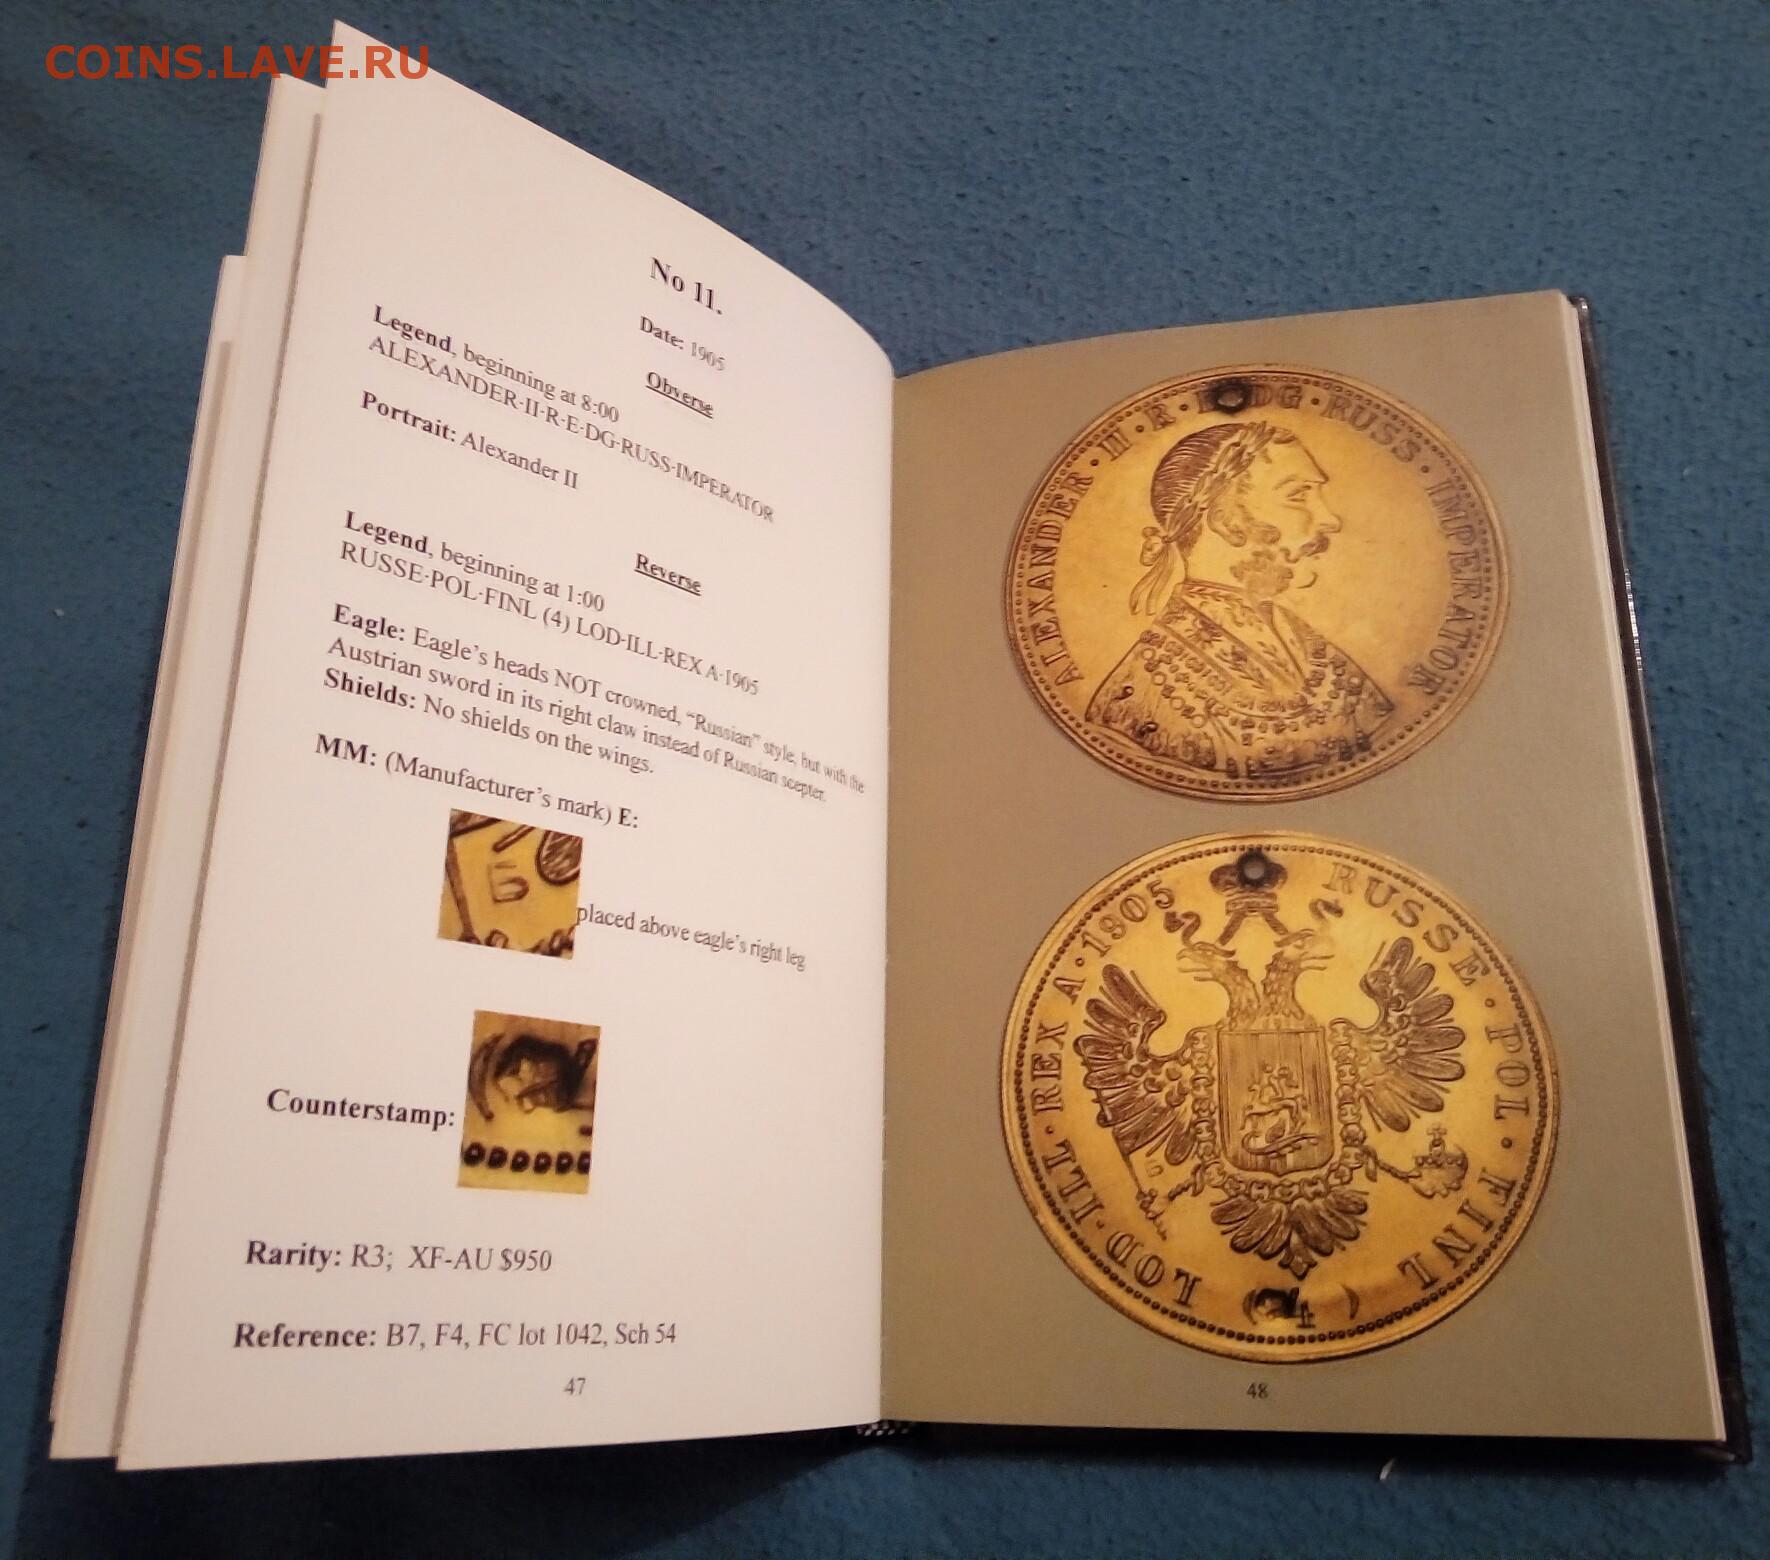 COINS.LAVE.RU
No 11.
Date: 1905
Obverse
Legend, beginning at 8:00
ALEXANDER·II·R·E·DG·RUSS·IMPERATOR
Portrait: Alexander II
Reverse
Legend, beginning at 1:00
RUSSE·POL·FINL (4) LOD·ILL·REX A·1905
Eagle: Eagle's heads NOT crowned, “Russian” style, but with the
Austrian sword in its right claw instead of Russian scepter.
Shields: No shields on the wings.
MM: (Manufacturer's mark) E:
Б
placed above eagle's right leg
Counterstamp:
Rarity: R3; XF-AU $950
Reference: B7, F4, FC lot 1042, Sch 54
47
ALEXANDER · III · R · DG · RUSS · IMPERATOR
RUSSE · POL · FINL ( 4 ) LOD · ILL · REX A · 1905
Б
48